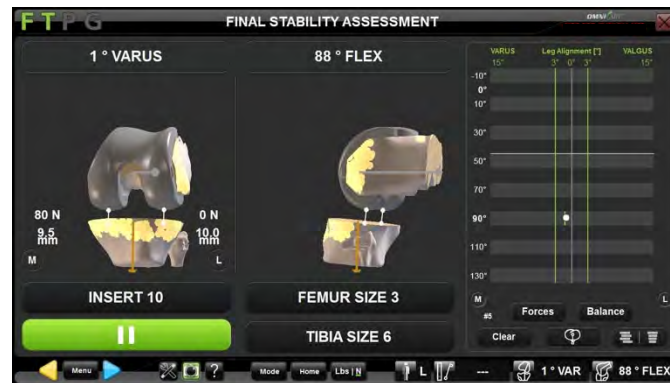 F T P G
FINAL STABILITY ASSESSMENT
OMNI
1 ° VARUS
88 ° FLEX
80 N
9.5
mm
M
0 N
10.0
mm
L
INSERT 10
FEMUR SIZE 3
TIBIA SIZE 6
VARUS Leg Alignment [°] VALGUS
15° 3° 0° 3° 15°
-10°
0°
10°
30°
50°
70°
90°
110°
130°
M
L
#5
Forces Balance
Clear
Menu ? Mode Home Lbs | N L --- 1 ° VAR 88 ° FLEX